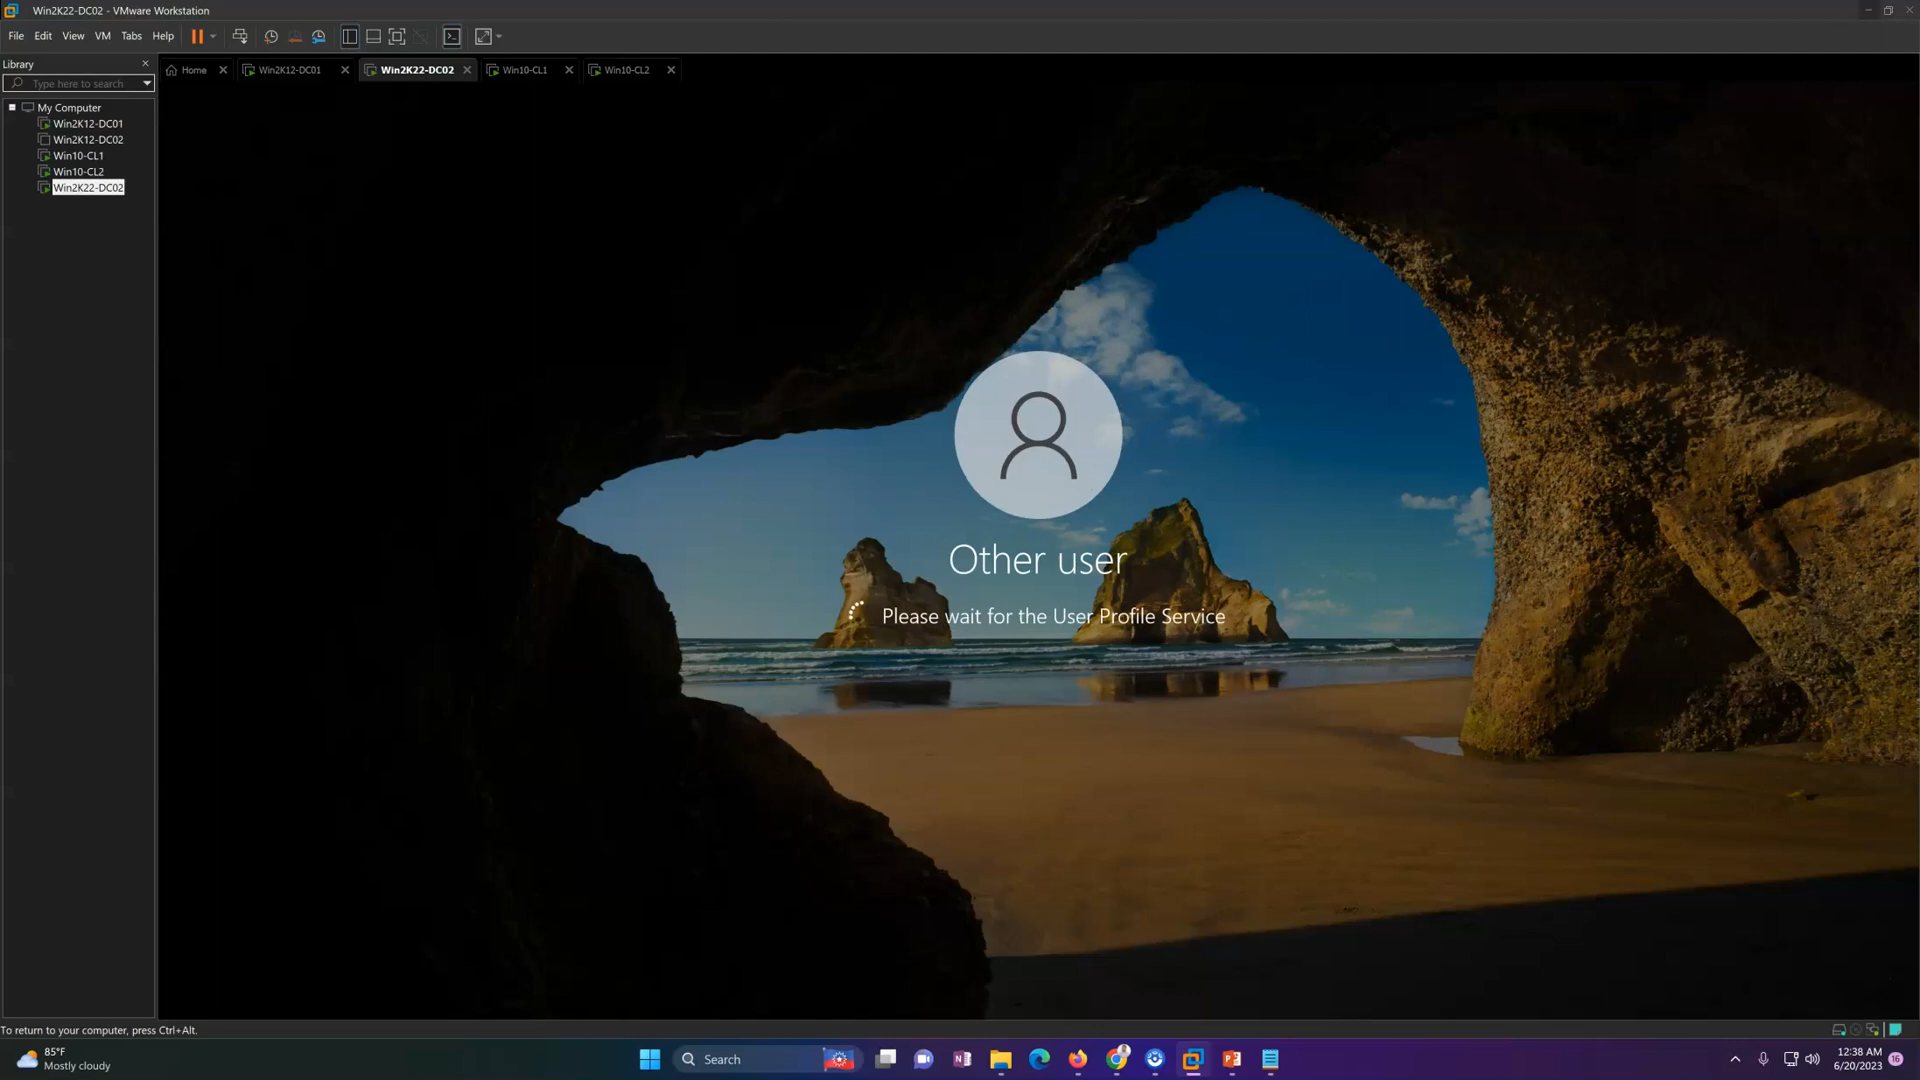 Win2K22-DC02 - VMware Workstation
File Edit View VM Tabs Help
Library
Type here to search
My Computer
Win2K12-DC01
Win2K12-DC02
Win10-CL1
Win10-CL2
Win2K22-DC02
Home Win2K12-DC01 Win2K22-DC02 Win10-CL1 Win10-CL2
Other user
Please wait for the User Profile Service
To return to your computer, press Ctrl+Alt.
85°F
Mostly cloudy
Search
12:38 AM
6/20/2023
16